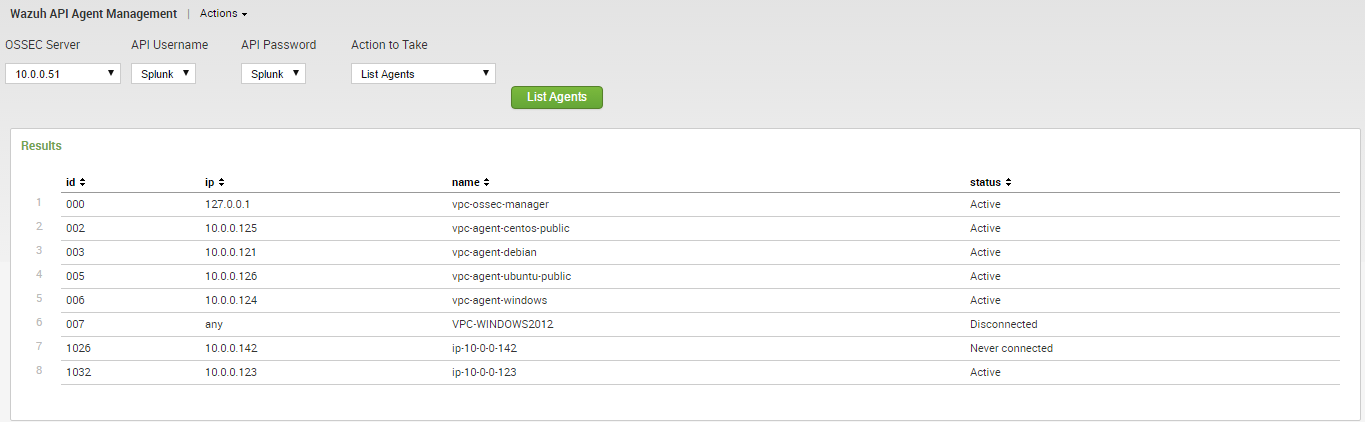 Wazuh API Agent Management | Actions
OSSEC Server API Username API Password Action to Take
10.0.0.51 Splunk Splunk List Agents
List Agents
Results
id ip name status
1 000 127.0.0.1 vpc-ossec-manager Active
2 002 10.0.0.125 vpc-agent-centos-public Active
3 003 10.0.0.121 vpc-agent-debian Active
4 005 10.0.0.126 vpc-agent-ubuntu-public Active
5 006 10.0.0.124 vpc-agent-windows Active
6 007 any VPC-WINDOWS2012 Disconnected
7 1026 10.0.0.142 ip-10-0-0-142 Never connected
8 1032 10.0.0.123 ip-10-0-0-123 Active